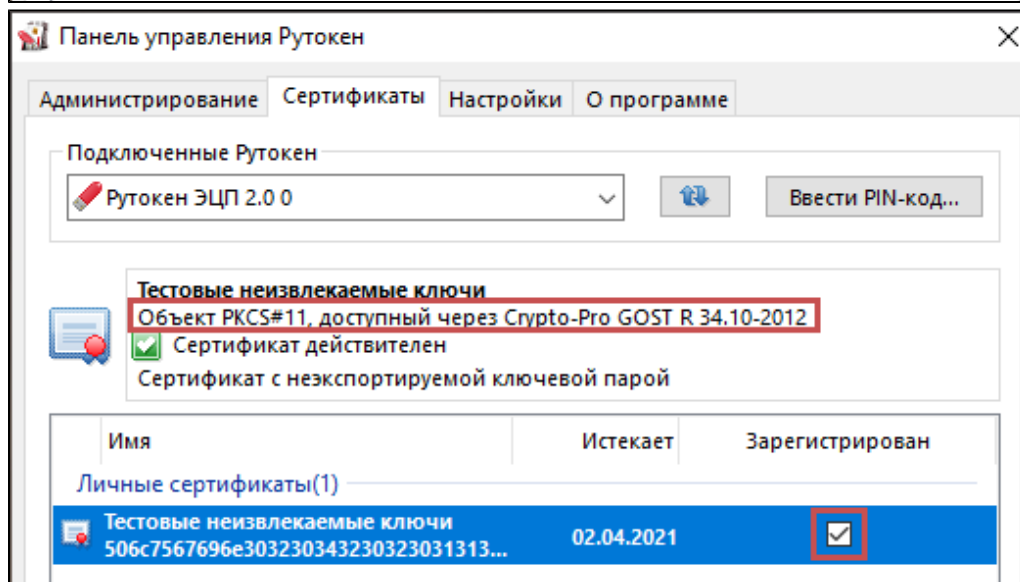 Панель управления Рутокен
Администрирование Сертификаты Настройки О программе
Подключенные Рутокен
Рутокен ЭЦП 2.0 0 Ввести PIN-код...
Тестовые неизвлекаемые ключи
Объект PKCS#11, доступный через Crypto-Pro GOST R 34.10-2012
Сертификат действителен
Сертификат с неэкспортируемой ключевой парой
Имя Истекает Зарегистрирован
Личные сертификаты(1)
Тестовые неизвлекаемые ключи
506c7567696e303230343230323031313... 02.04.2021